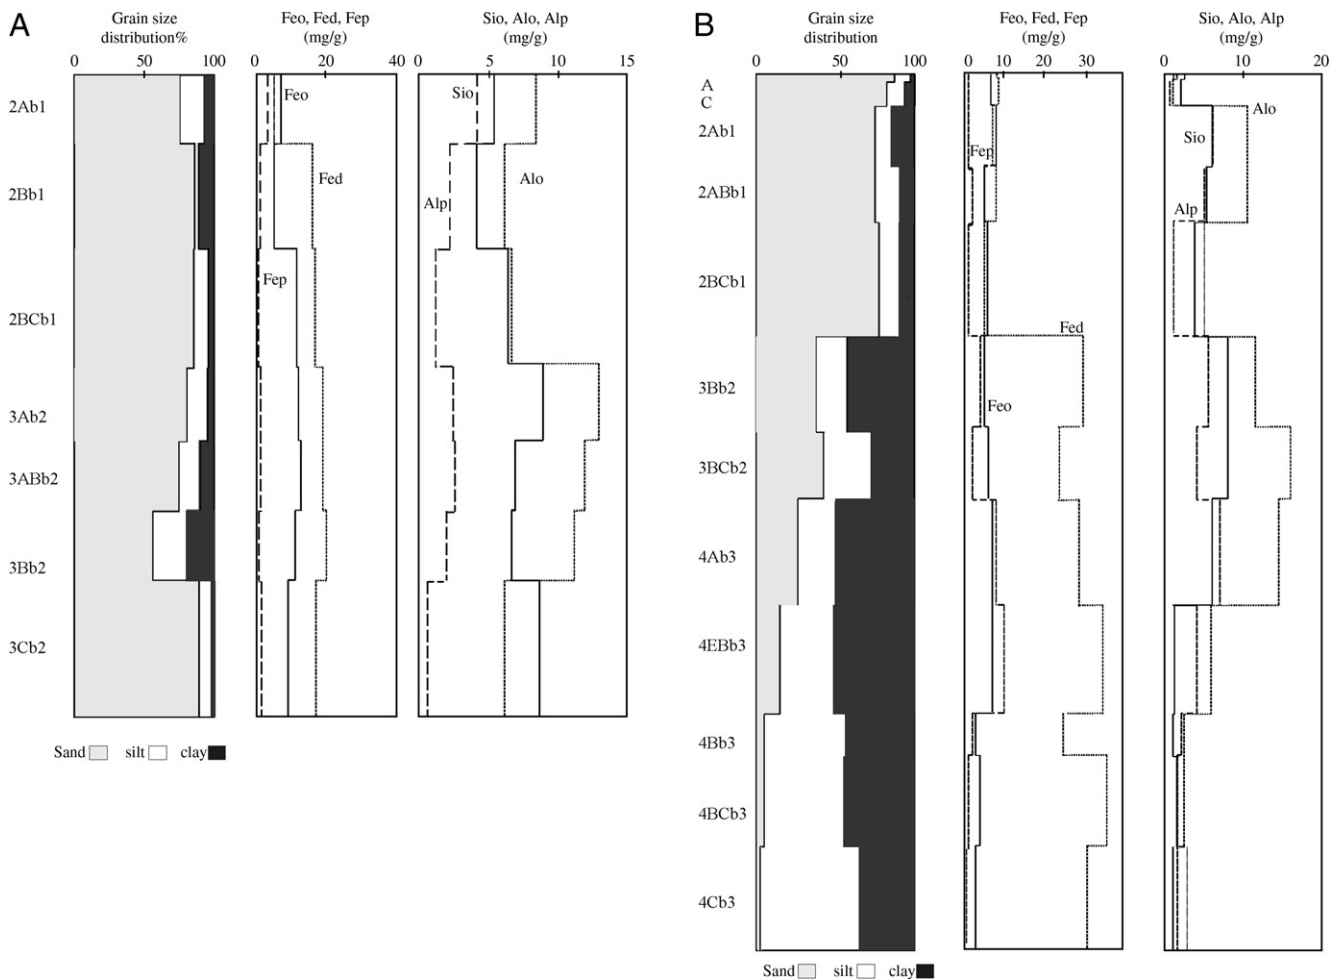 A
Grain size
distribution%
Feo, Fed, Fep
(mg/g)
Sio, Alo, Alp
(mg/g)
0 50 100
0 20 40
0 5 10 15
2Ab1
2Bb1
2BCb1
3Ab2
3ABb2
3Bb2
3Cb2
Feo
Fed
Fep
Sio
Alp
Alo
Sand silt clay
B
Grain size
distribution
Feo, Fed, Fep
(mg/g)
Sio, Alo, Alp
(mg/g)
0 50 100
0 10 20 30
0 10 20
A
C
2Ab1
2ABb1
2BCb1
3Bb2
3BCb2
4Ab3
4EBb3
4Bb3
4BCb3
4Cb3
Fep
Fed
Feo
Alo
Sio
Alp
Sand silt clay